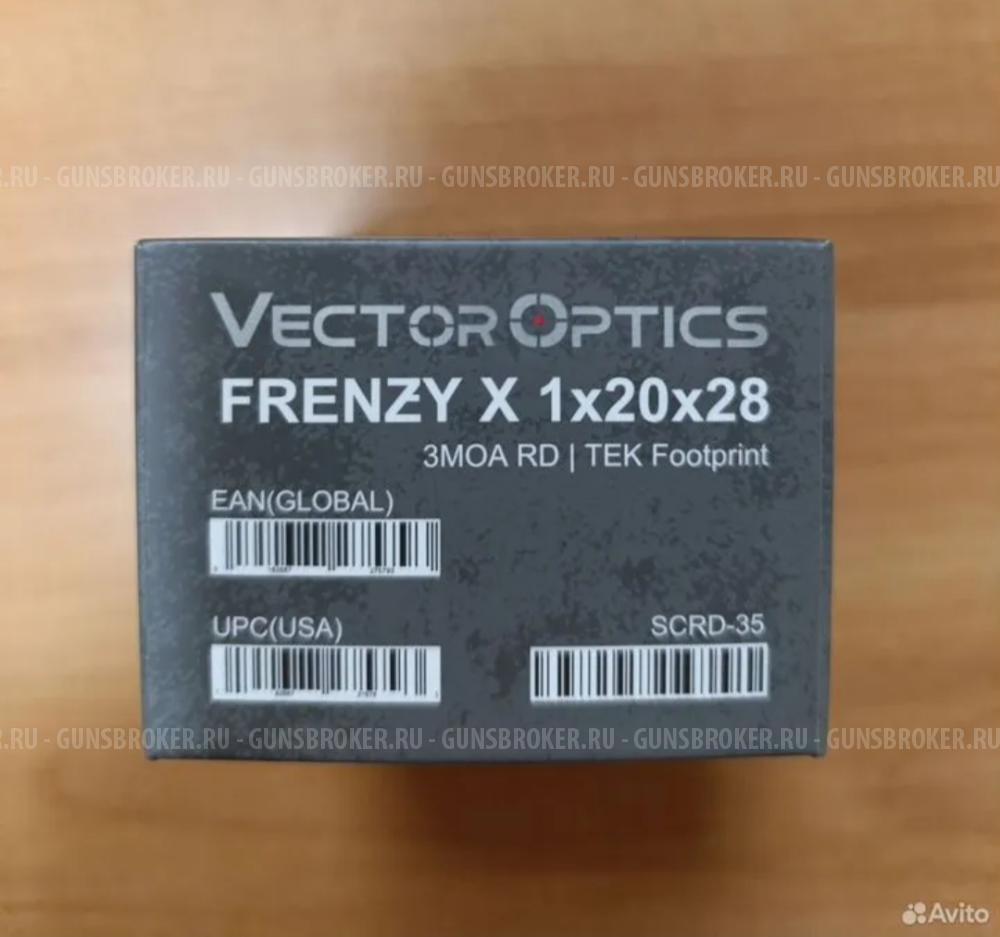 .RU - GUNSBROKER.RU - GUNSBROKER.RU - GUNSBROKER.RU - GUNSBROKER.RU - GUNSBROKER.RU
VECTOR OPTICS
FRENZY X 1x20x28
3MOA RD | TEK Footprint
EAN(GLOBAL)
UPC(USA)
SCRD-35
.RU - GUNSBROKER.RU - GUNSBROKER.RU - GUNSBROKER.RU - GUNSBROKER.RU - GUNSBROKER.RU
Avito